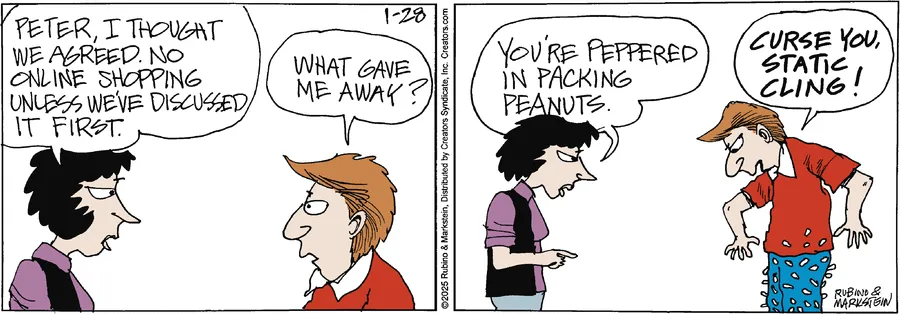 PETER, I THOUGHT
WE AGREED. NO
ONLINE SHOPPING
UNLESS WE'VE DISCUSSED
IT FIRST.
1-28
WHAT GAVE
ME AWAY?
©2025 Rubino & Markstein, Distributed by Creators Syndicate, Inc. Creators.com
YOU'RE PEPPERED
IN PACKING
PEANUTS.
CURSE YOU,
STATIC
CLING!
RUBINO &
MARKSTEIN